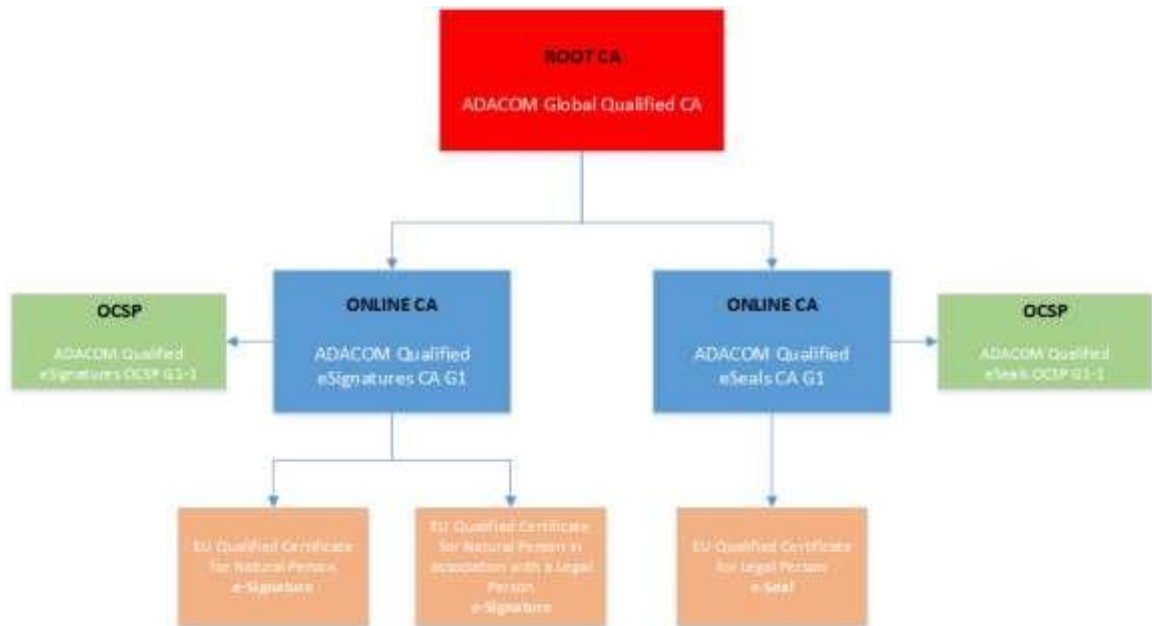 ROOT CA
ADACOM Global Qualified CA
OCSP
ADACOM Qualified
eSignatures OCSP G1-1
ONLINE CA
ADACOM Qualified
eSignatures CA G1
ONLINE CA
ADACOM Qualified
eSeals CA G1
OCSP
ADACOM Qualified
eSeals OCSP G1-1
EU Qualified Certificate
for Natural Person
e-Signature
EU Qualified Certificate
for Natural Person in
association with a Legal
Person
e-Signature
EU Qualified Certificate
for Legal Person
e-Seal